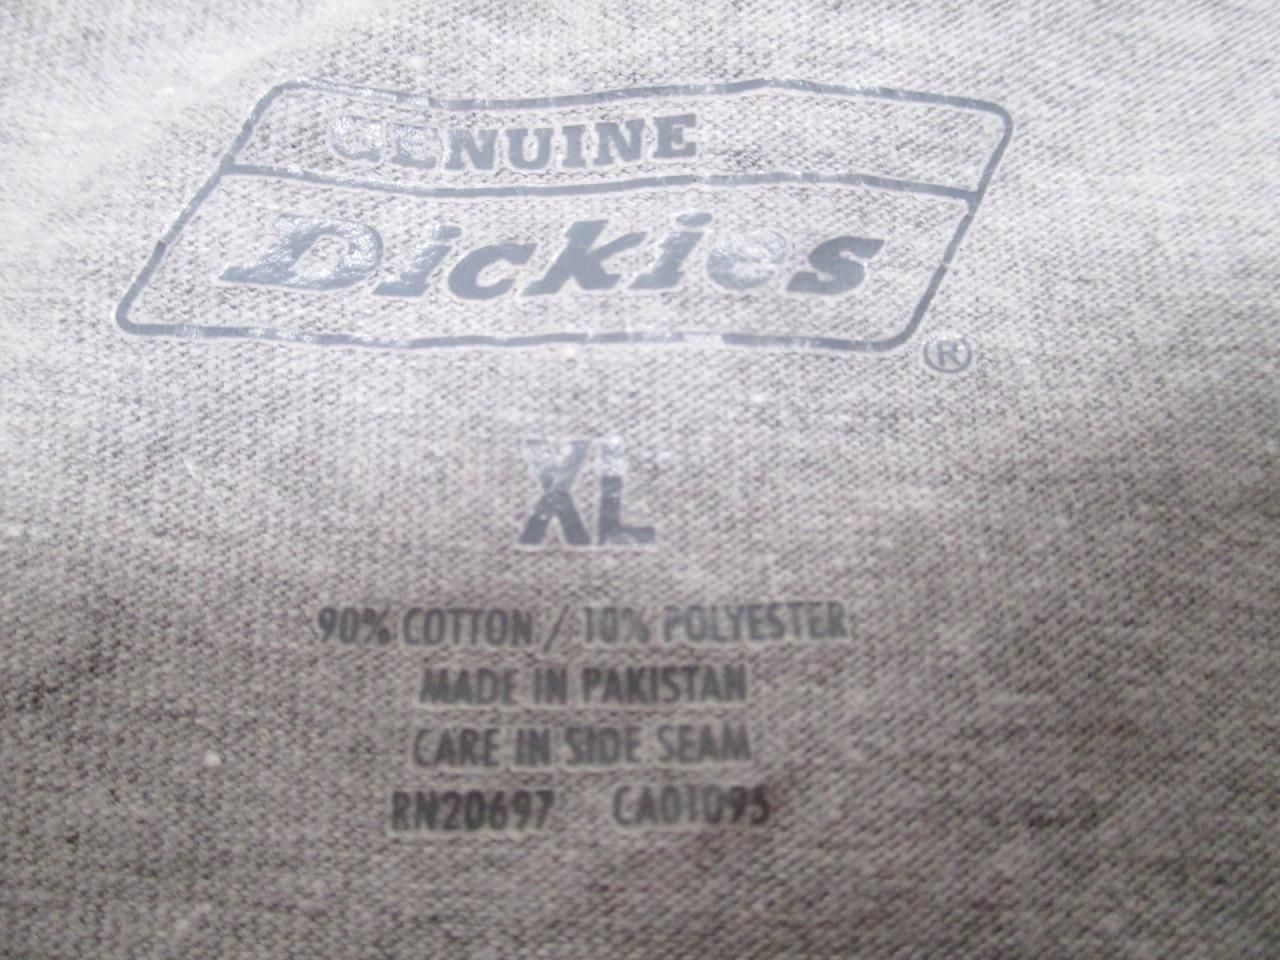 GENUINE
Dickies
®
XL
90% COTTON / 10% POLYESTER
MADE IN PAKISTAN
CARE IN SIDE SEAM
RN20697 CA01095